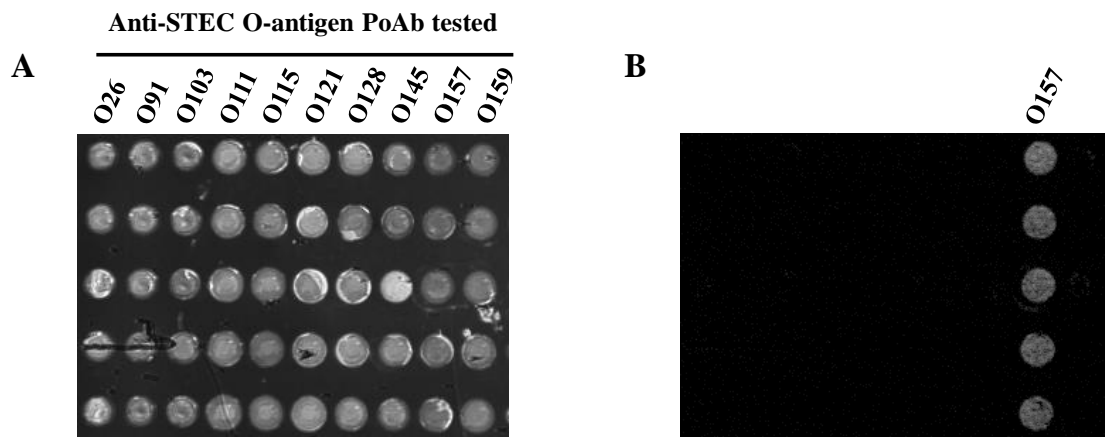 Anti-STEC O-antigen PoAb tested
A
O26
O91
O103
O111
O115
O121
O128
O145
O157
O159
B
O157